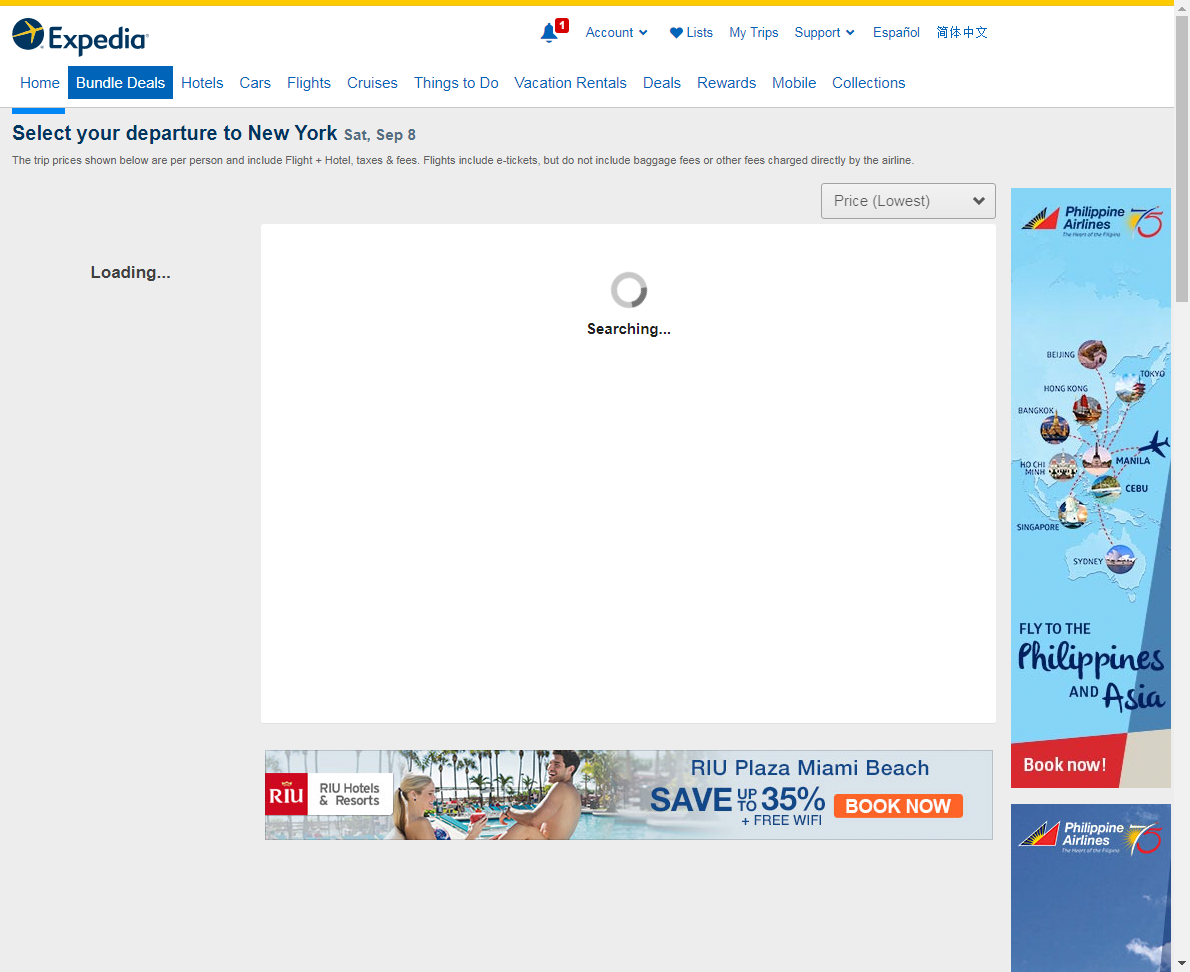 Expedia
1
Account
Lists
My Trips
Support
Español
简体中文
Home
Bundle Deals
Hotels
Cars
Flights
Cruises
Things to Do
Vacation Rentals
Deals
Rewards
Mobile
Collections
Select your departure to New York Sat, Sep 8
The trip prices shown below are per person and include Flight + Hotel, taxes & fees. Flights include e-tickets, but do not include baggage fees or other fees charged directly by the airline.
Price (Lowest)
Loading...
Searching...
Philippine
Airlines
The Heart of the Filipino
75
BEIJING
TOKYO
HONG KONG
BANGKOK
HO CHI
MINH
MANILA
CEBU
SINGAPORE
SYDNEY
FLY TO THE
Philippines
AND Asia
Book now!
RIU
RIU Hotels
& Resorts
RIU Plaza Miami Beach
SAVE UP TO 35%
+ FREE WIFI
BOOK NOW
Philippine
Airlines
The Heart of the Filipino
75